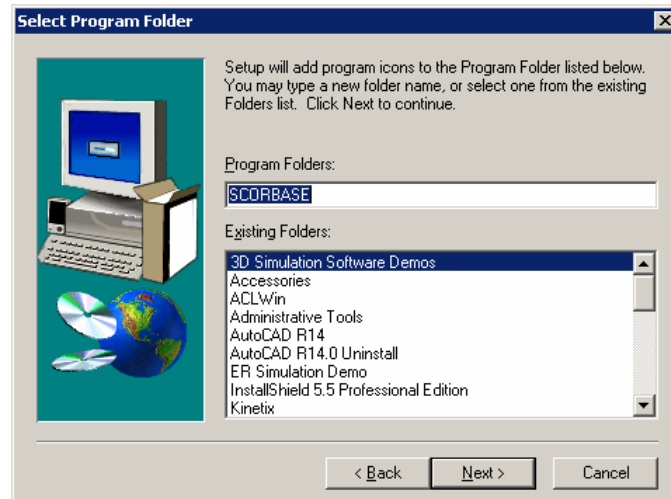 Select Program Folder
Setup will add program icons to the Program Folder listed below.
You may type a new folder name, or select one from the existing
Folders list. Click Next to continue.
Program Folders:
SCORBASE
Existing Folders:
3D Simulation Software Demos
Accessories
ACLWin
Administrative Tools
AutoCAD R14
AutoCAD R14.0 Uninstall
ER Simulation Demo
InstallShield 5.5 Professional Edition
Kinetix
< Back
Next >
Cancel